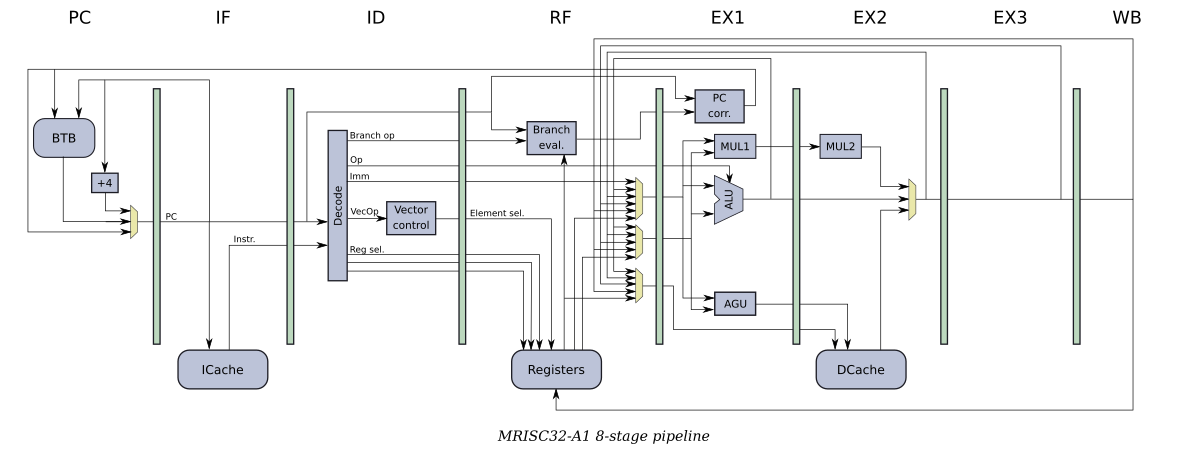 PC IF ID RF EX1 EX2 EX3 WB
PC
corr.
BTB
Branch
eval.
Branch op
MUL1
MUL2
Op
+4
Imm
Decode
ALU
VecOp
Vector
control
Element sel.
PC
Instr.
Reg sel.
AGU
ICache
Registers
DCache
MRISC32-A1 8-stage pipeline